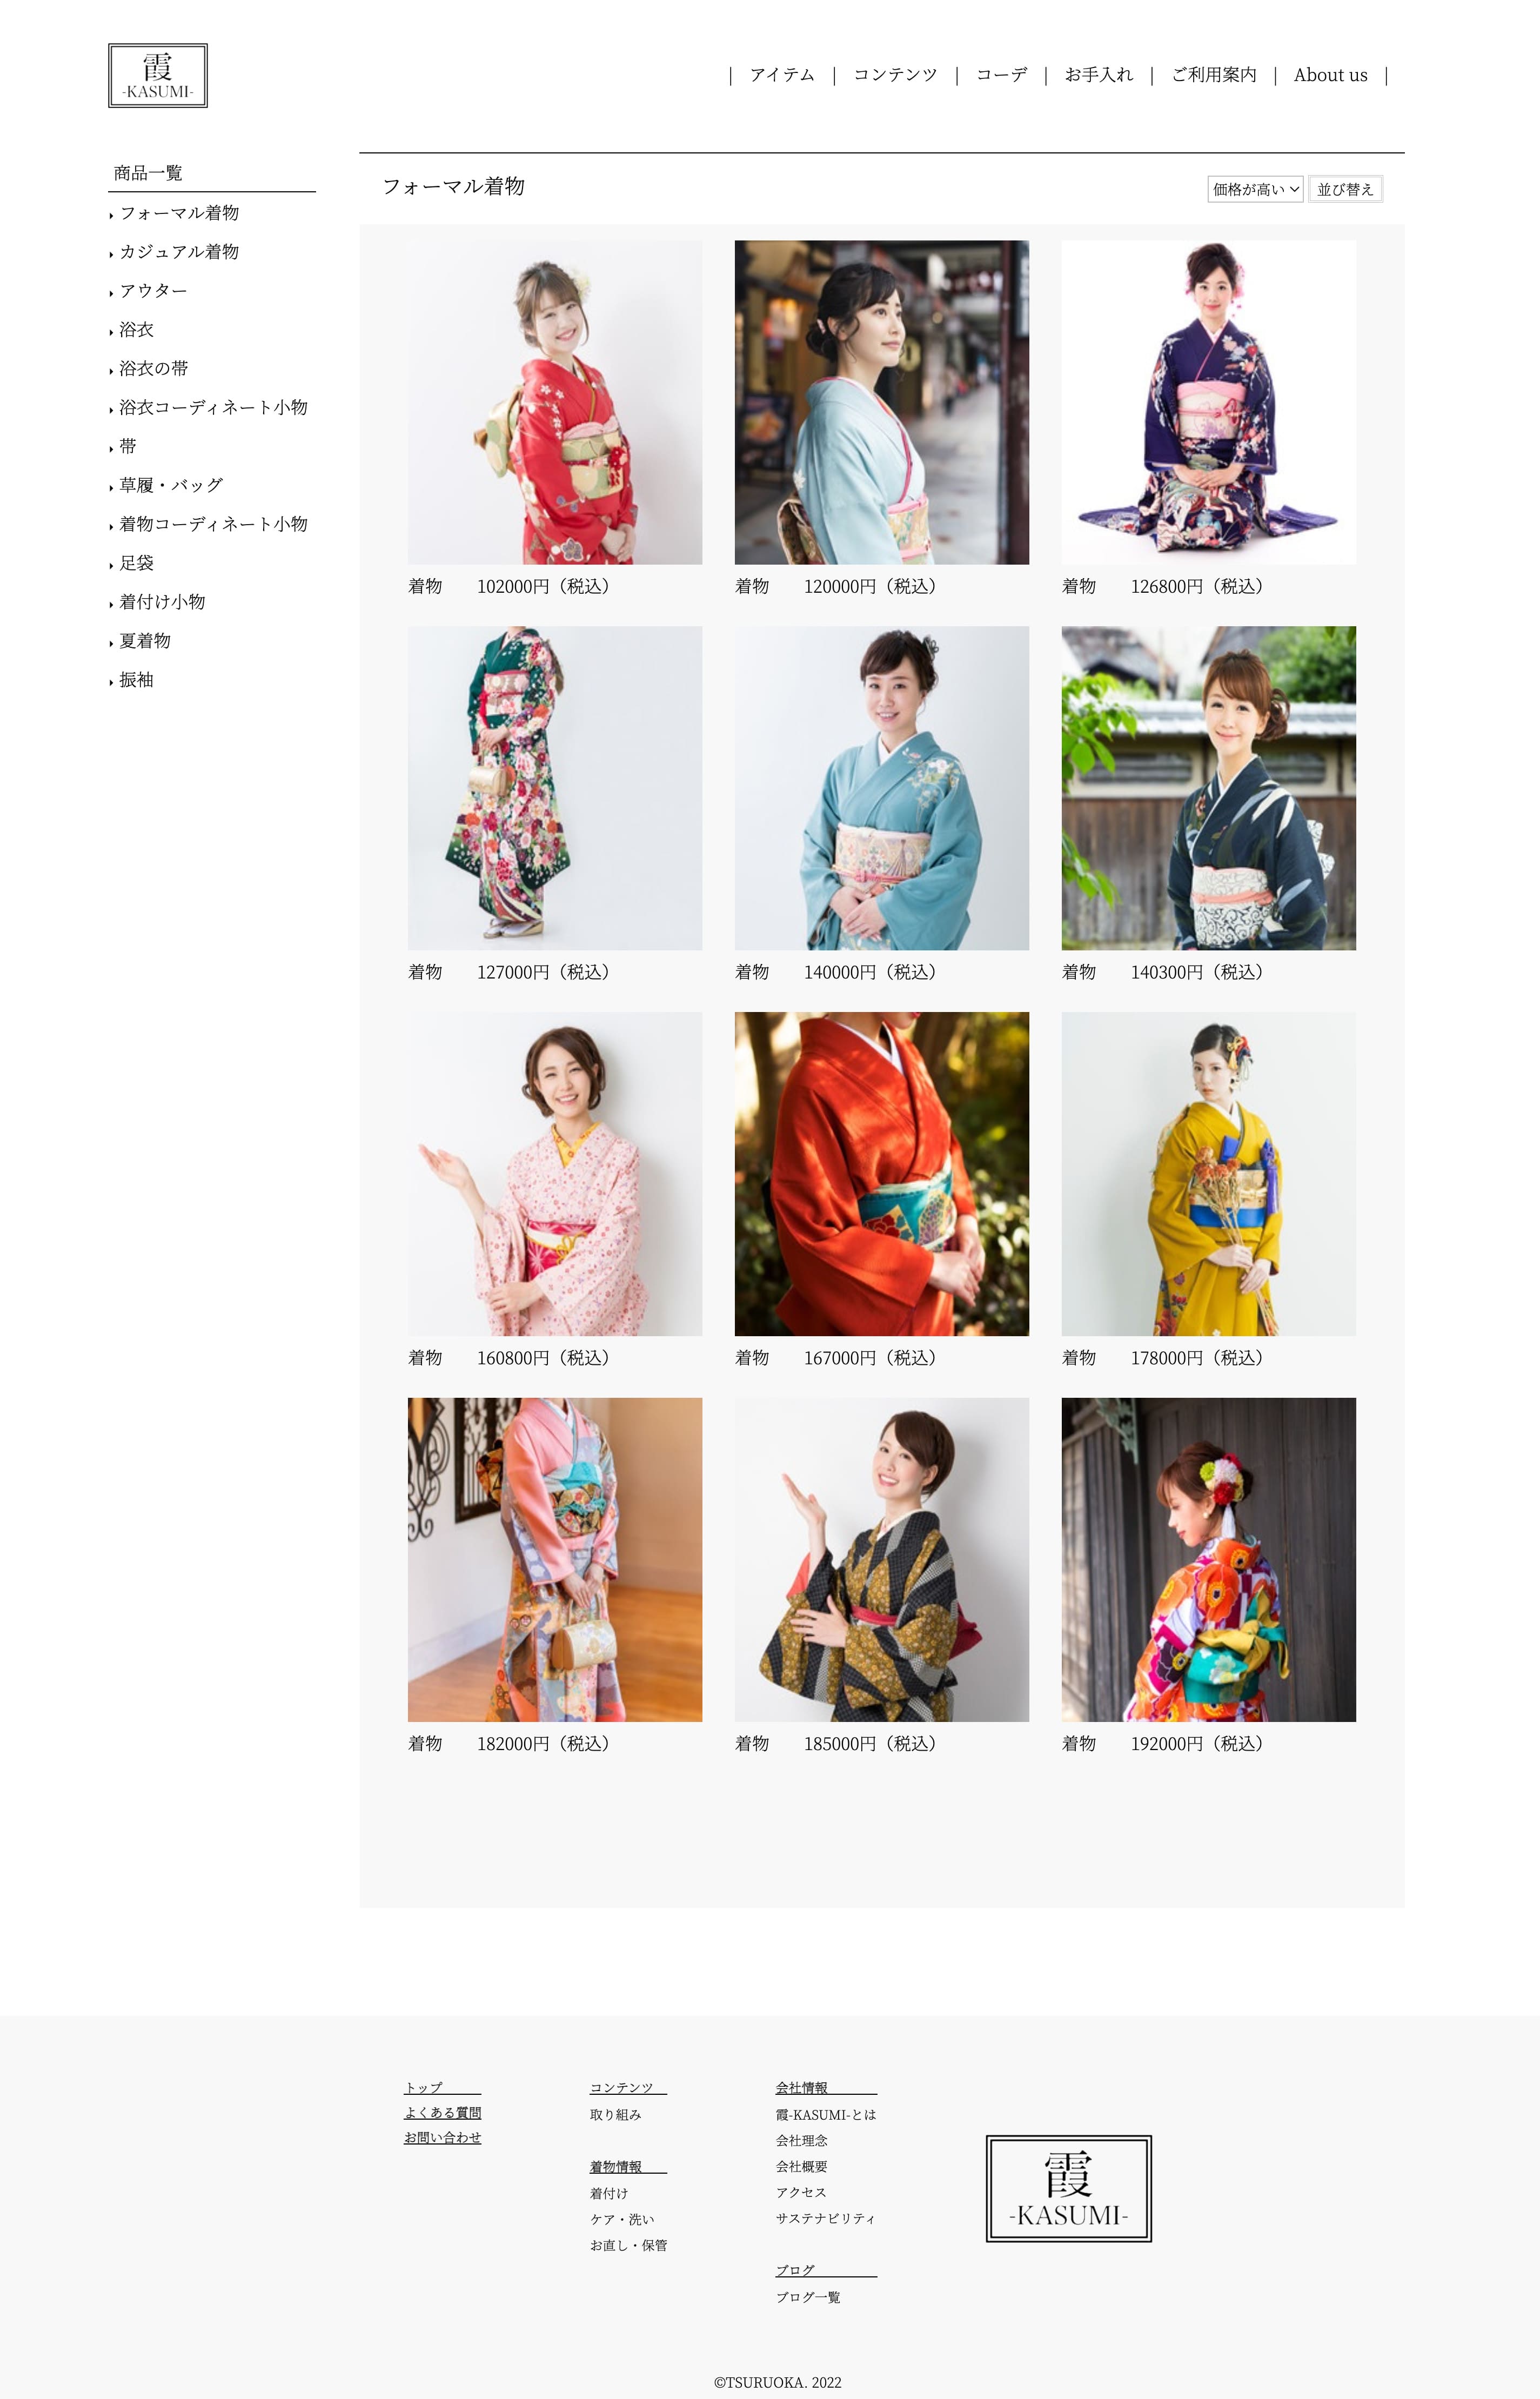 霞
-KASUMI-
| アイテム | コンテンツ | コーデ | お手入れ | ご利用案内 | About us |
商品一覧
フォーマル着物
カジュアル着物
アウター
浴衣
浴衣の帯
浴衣コーディネート小物
帯
草履・バッグ
着物コーディネート小物
足袋
着付け小物
夏着物
振袖
フォーマル着物
価格が高い 並び替え
着物 102000円（税込）
着物 120000円（税込）
着物 126800円（税込）
着物 127000円（税込）
着物 140000円（税込）
着物 140300円（税込）
着物 160800円（税込）
着物 167000円（税込）
着物 178000円（税込）
着物 182000円（税込）
着物 185000円（税込）
着物 192000円（税込）
トップ
よくある質問
お問い合わせ
コンテンツ
取り組み
着物情報
着付け
ケア・洗い
お直し・保管
会社情報
霞-KASUMI-とは
会社理念
会社概要
アクセス
サステナビリティ
ブログ
ブログ一覧
霞
-KASUMI-
©TSURUOKA. 2022